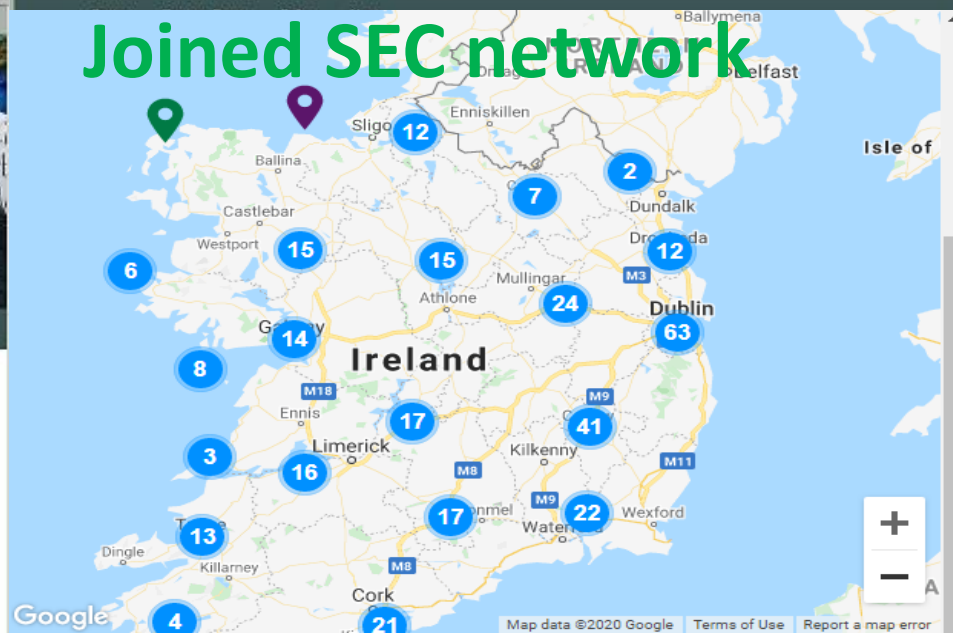 Joined SEC network
Ballymena
Belfast
Enniskillen
Sligo
12
Isle of
Ballina
2
7
Dundalk
Castlebar
Westport
15
15
12
6
Mullingar
M3
Athlone
24
Dublin
63
14
Ireland
8
M18
M9
Ennis
17
41
Limerick
Kilkenny
3
16
M8
M11
M9
17
22
Wexford
13
Dingle
Killarney
M8
Cork
4
21
Google
Map data ©2020 Google
Terms of Use
Report a map error
+
−